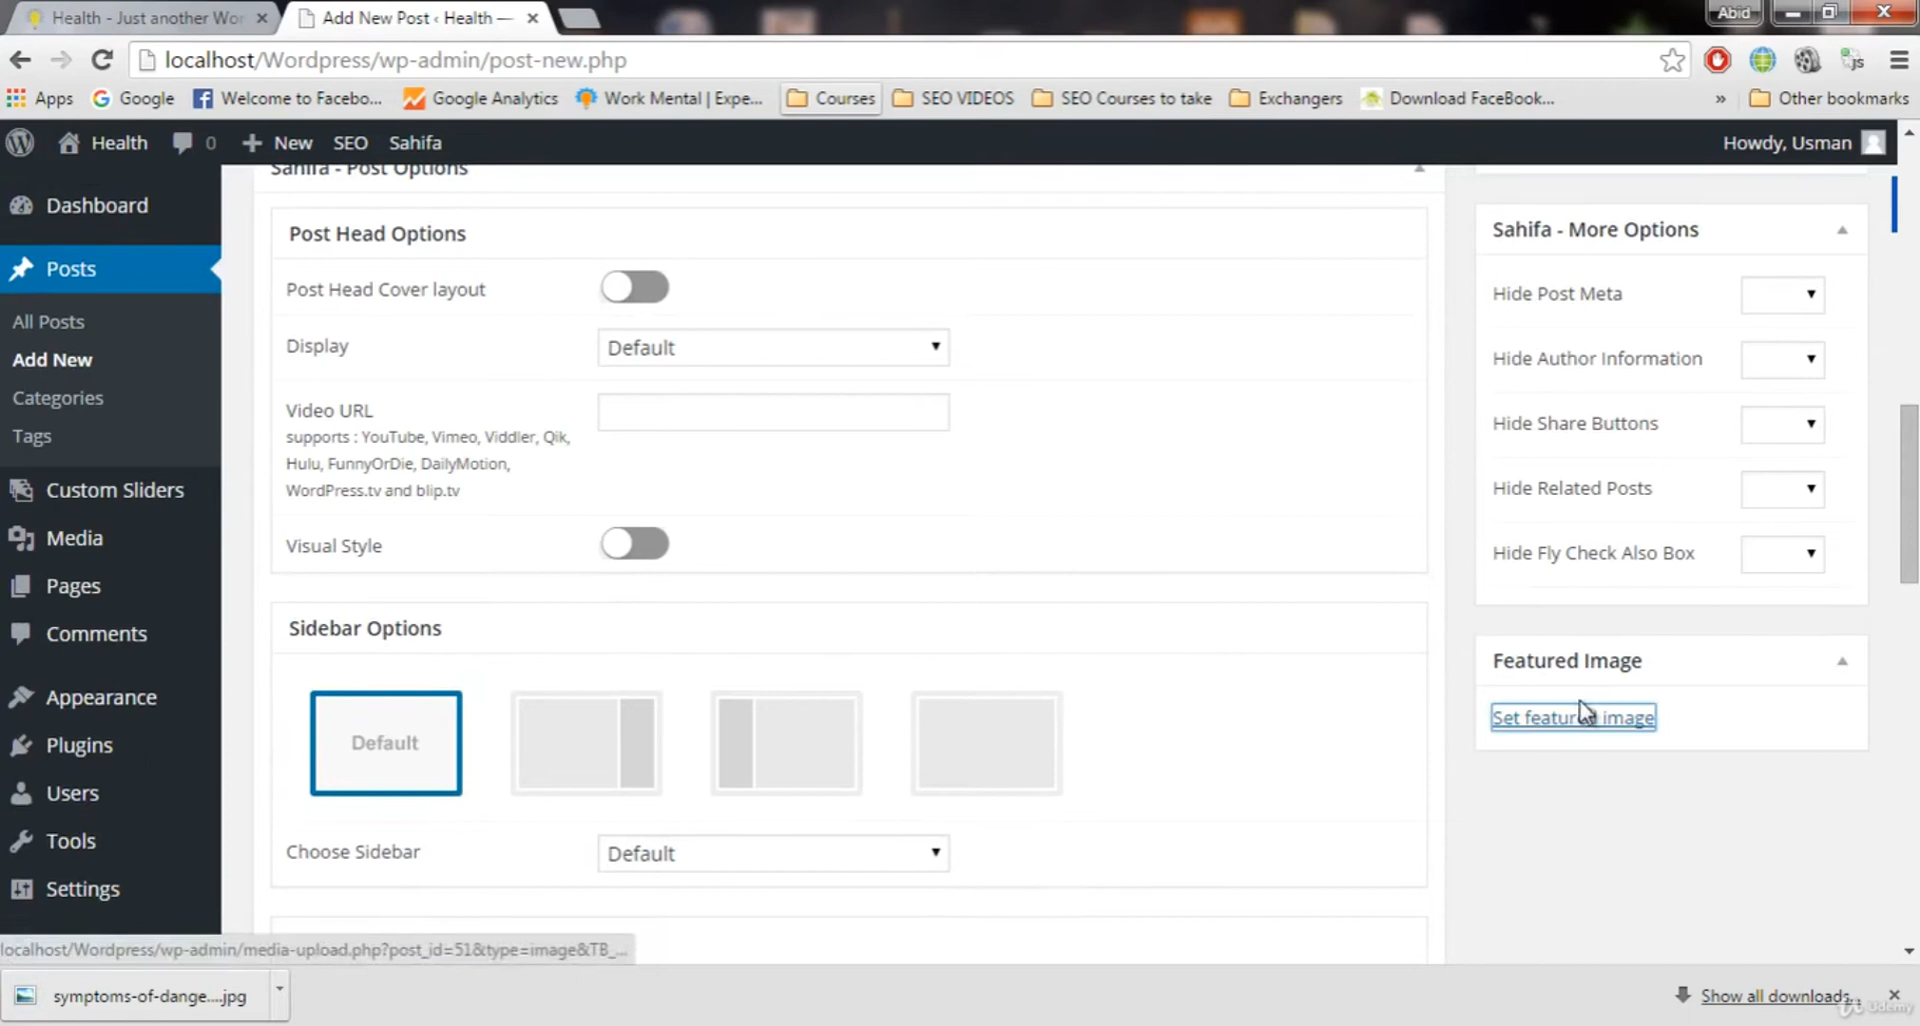 Health - Just another Wor
Add New Post ‹ Health —
Abid
localhost/Wordpress/wp-admin/post-new.php
Apps
Google
Welcome to Facebo...
Google Analytics
Work Mental | Expe...
Courses
SEO VIDEOS
SEO Courses to take
Exchangers
Download FaceBook...
»
Other bookmarks
Health
0
New
SEO
Sahifa
Howdy, Usman
Dashboard
Posts
All Posts
Add New
Categories
Tags
Custom Sliders
Media
Pages
Comments
Appearance
Plugins
Users
Tools
Settings
Sahifa - Post Options
Post Head Options
Post Head Cover layout
Display
Default
Video URL
supports : YouTube, Vimeo, Viddler, Qik,
Hulu, FunnyOrDie, DailyMotion,
WordPress.tv and blip.tv
Visual Style
Sidebar Options
Default
Choose Sidebar
Default
Sahifa - More Options
Hide Post Meta
Hide Author Information
Hide Share Buttons
Hide Related Posts
Hide Fly Check Also Box
Featured Image
Set featured image
localhost/Wordpress/wp-admin/media-upload.php?post_id=51&type=image&TB_...
symptoms-of-dange....jpg
Show all downloads...
Udemy